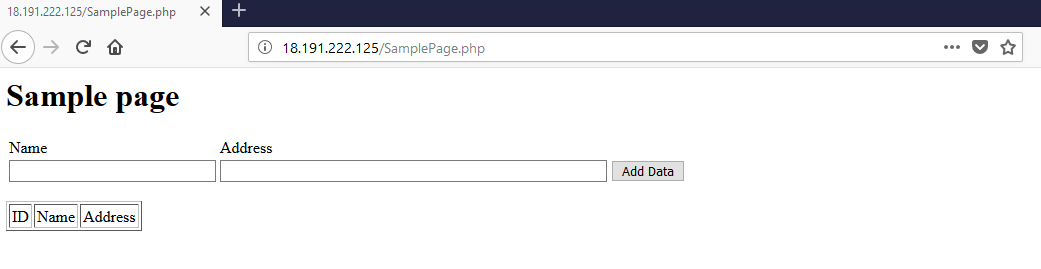 18.191.222.125/SamplePage.php
18.191.222.125/SamplePage.php
Sample page
Name Address
Add Data
ID Name Address